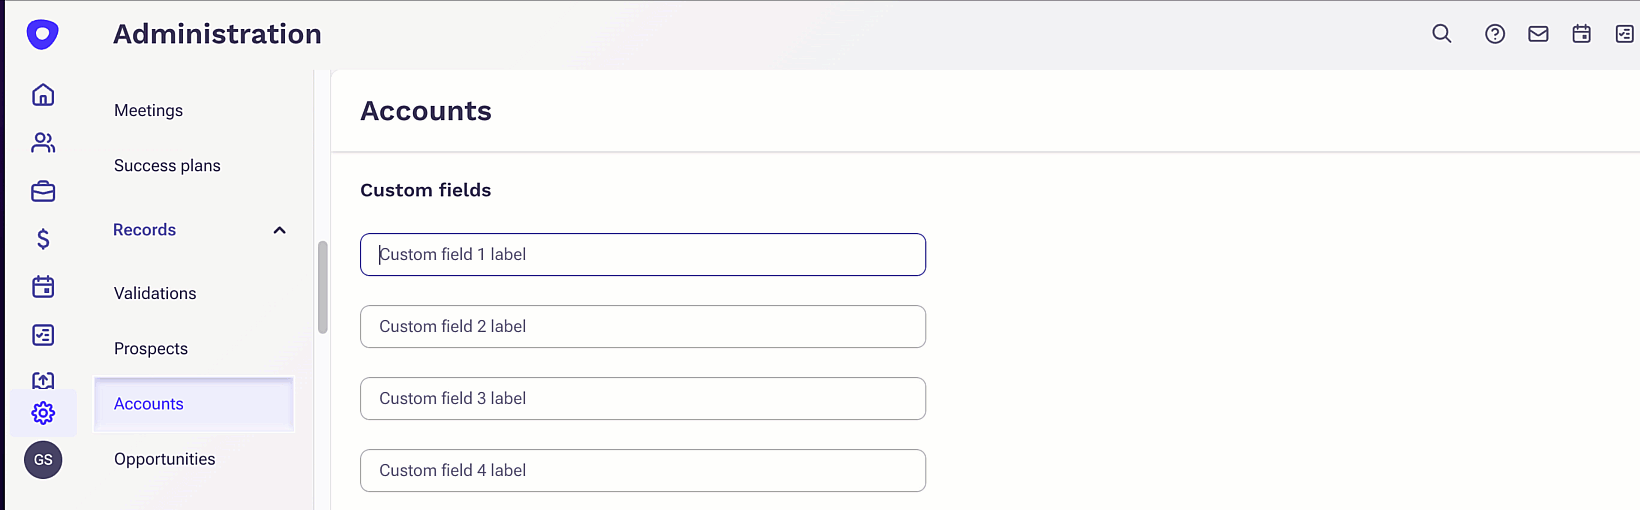 Administration
Meetings
Success plans
Records
Validations
Prospects
Accounts
Opportunities
GS
Accounts
Custom fields
Custom field 1 label
Custom field 2 label
Custom field 3 label
Custom field 4 label